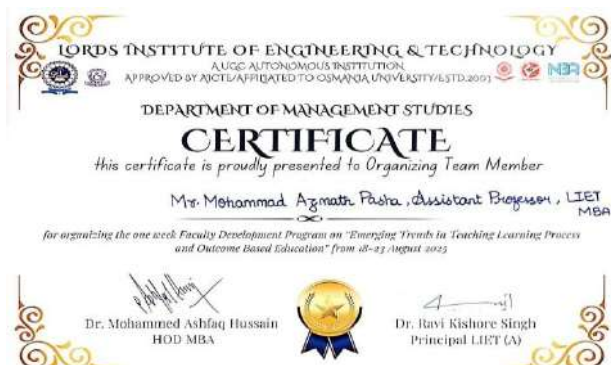 LORDS INSTITUTE OF ENGINEERING & TECHNOLOGY
A UGC AUTONOMOUS INSTITUTION
APPROVED BY AICTE/AFFILIATED TO OSMANIA UNIVERSITY/ESTD.2003
NBA
DEPARTMENT OF MANAGEMENT STUDIES
CERTIFICATE
this certificate is proudly presented to Organizing Team Member
Mr. Mohammad Azmath Pasha, Assistant Professor, LIET
MBA
for organizing the one week Faculty Development Program on "Emerging Trends in Teaching Learning Process
and Outcome Based Education" from 18-23 August 2025
Dr. Mohammed Ashfaq Hussain
HOD MBA
Dr. Ravi Kishore Singh
Principal LIET (A)